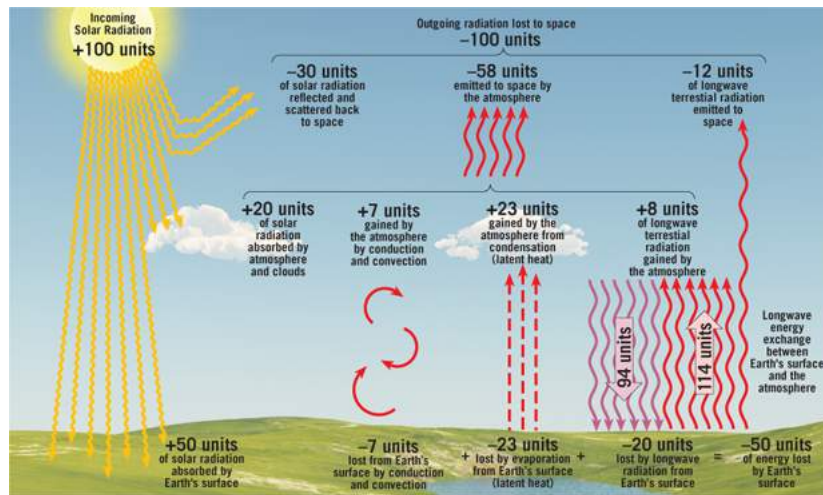 Incoming
Solar Radiation
+100 units
Outgoing radiation lost to space
−100 units
−30 units
of solar radiation
reflected and
scattered back
to space
−58 units
emitted to space by
the atmosphere
−12 units
of longwave
terrestial radiation
emitted to
space
+20 units
of solar
radiation
absorbed by
atmosphere
and clouds
+7 units
gained by
the atmosphere
by conduction
and convection
+23 units
gained by the
atmosphere from
condensation
(latent heat)
+8 units
of longwave
terrestrial
radiation
gained by
the atmosphere
94 units
114 units
Longwave
energy
exchange
between
Earth's surface
and the
atmosphere
+50 units
of solar radiation
absorbed by
Earth's surface
−7 units
lost from Earth's
surface by conduction
and convection
+
−23 units
lost by evaporation
from Earth's surface
(latent heat)
+
−20 units
lost by longwave
radiation from
Earth's surface
=
−50 units
of energy lost
by Earth's
surface